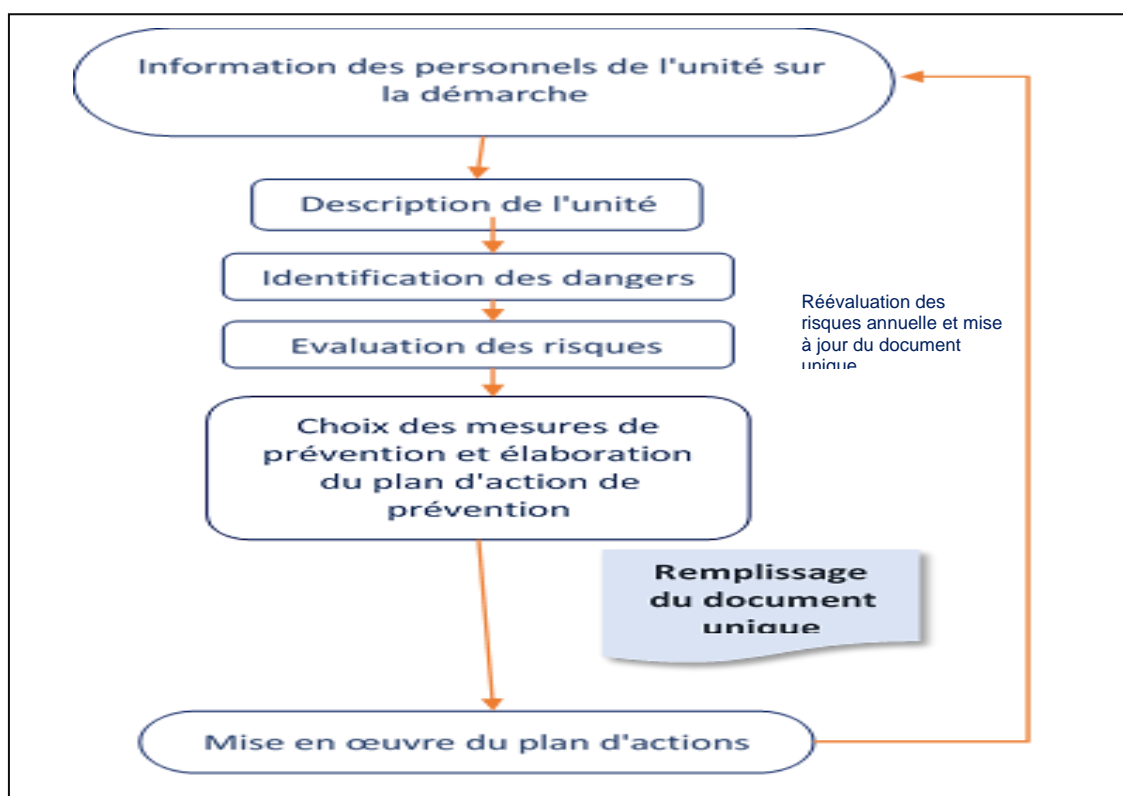 Information des personnels de l'unité sur
la démarche
Description de l'unité
Identification des dangers
Evaluation des risques
Réévaluation des
risques annuelle et mise
à jour du document
unique
Choix des mesures de
prévention et élaboration
du plan d'action de
prévention
Remplissage
du document
unique
Mise en œuvre du plan d'actions